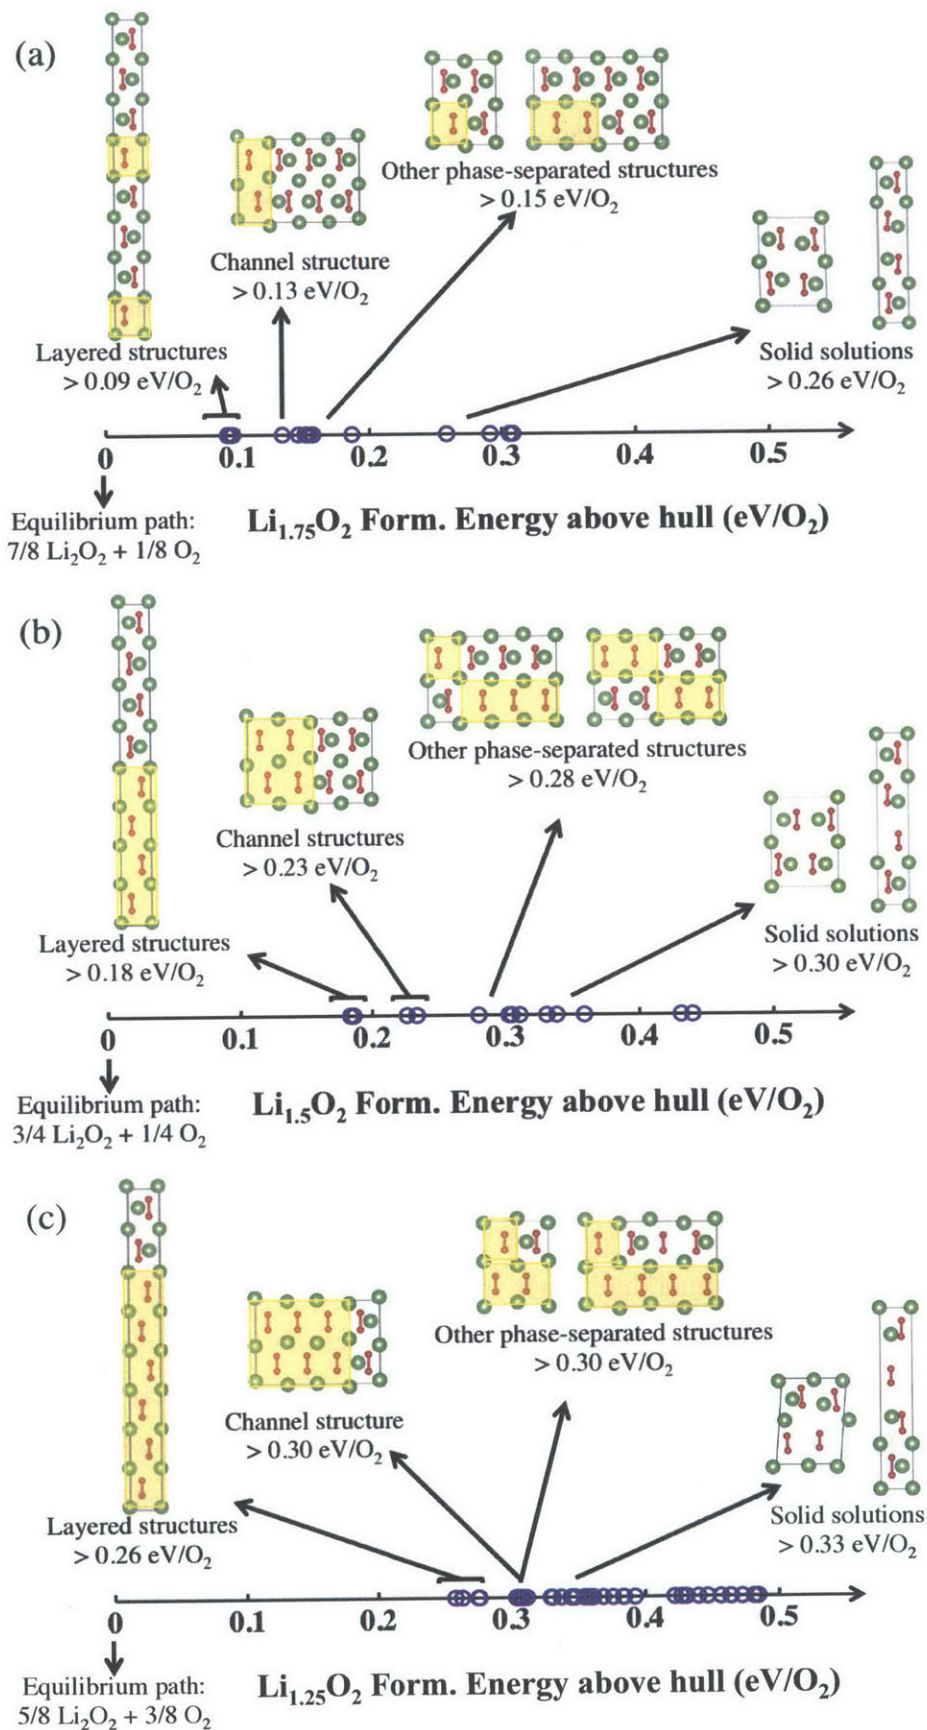 (a)
Other phase-separated structures
> 0.15 eV/O₂
Channel structure
> 0.13 eV/O₂
Layered structures
> 0.09 eV/O₂
Solid solutions
> 0.26 eV/O₂
0 0.1 0.2 0.3 0.4 0.5
Equilibrium path:
7/8 Li₂O₂ + 1/8 O₂
Li₁.₇₅O₂ Form. Energy above hull (eV/O₂)
(b)
Other phase-separated structures
> 0.28 eV/O₂
Channel structures
> 0.23 eV/O₂
Layered structures
> 0.18 eV/O₂
Solid solutions
> 0.30 eV/O₂
0 0.1 0.2 0.3 0.4 0.5
Equilibrium path:
3/4 Li₂O₂ + 1/4 O₂
Li₁.₅O₂ Form. Energy above hull (eV/O₂)
(c)
Other phase-separated structures
> 0.30 eV/O₂
Channel structure
> 0.30 eV/O₂
Layered structures
> 0.26 eV/O₂
Solid solutions
> 0.33 eV/O₂
0 0.1 0.2 0.3 0.4 0.5
Equilibrium path:
5/8 Li₂O₂ + 3/8 O₂
Li₁.₂₅O₂ Form. Energy above hull (eV/O₂)